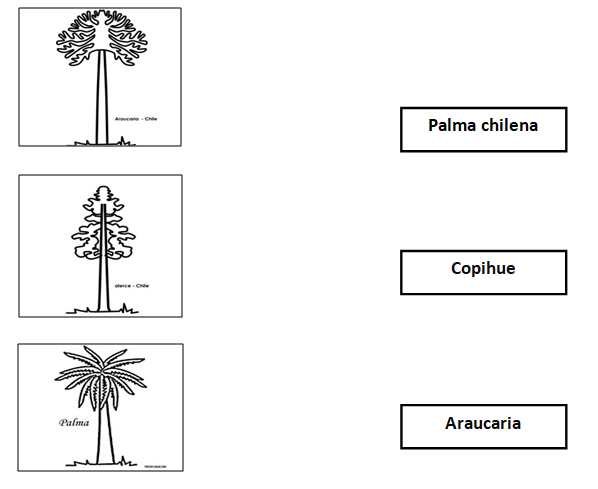 Araucaria - Chile
Palma chilena
alerce - Chile
Copihue
Palma
Araucaria